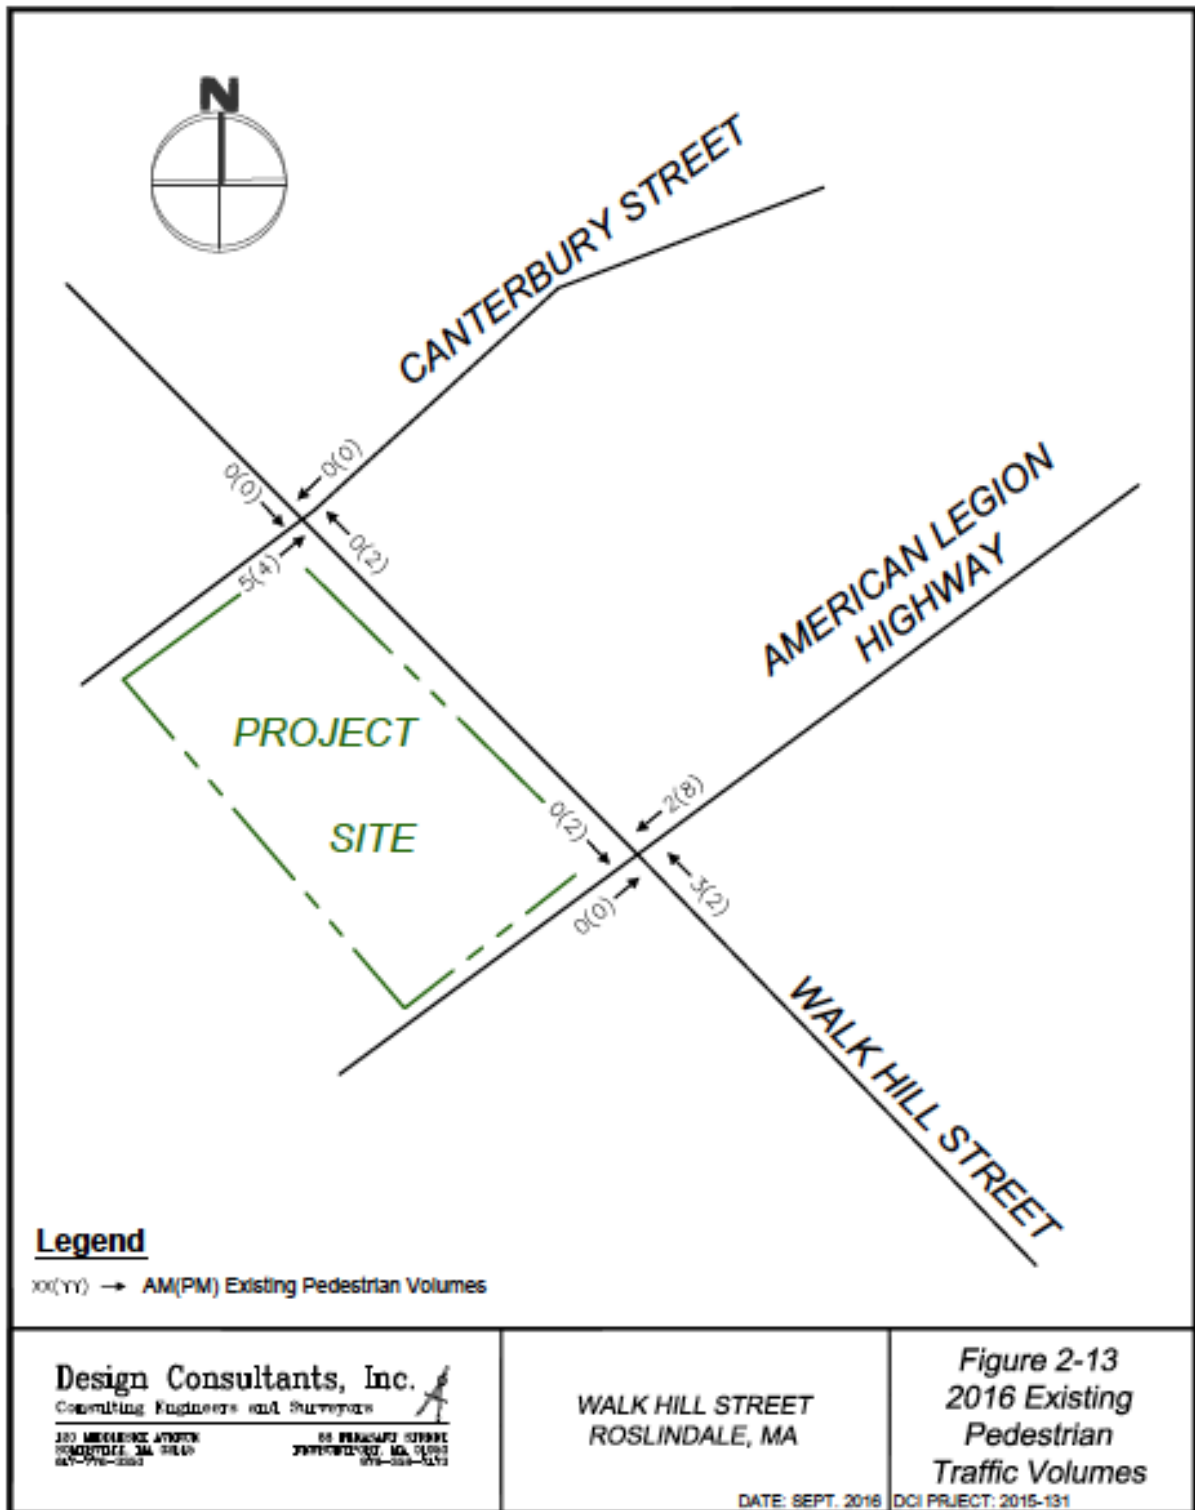 N
CANTERBURY STREET
0(0)
0(0)
0(2)
5(4)
AMERICAN LEGION
HIGHWAY
PROJECT
SITE
2(8)
0(2)
3(2)
0(0)
WALK HILL STREET
Legend
XX(YY) → AM(PM) Existing Pedestrian Volumes
Design Consultants, Inc.
Consulting Engineers and Surveyors
WALK HILL STREET
ROSLINDALE, MA
DATE: SEPT. 2016
Figure 2-13
2016 Existing
Pedestrian
Traffic Volumes
DCI PRJECT: 2015-131